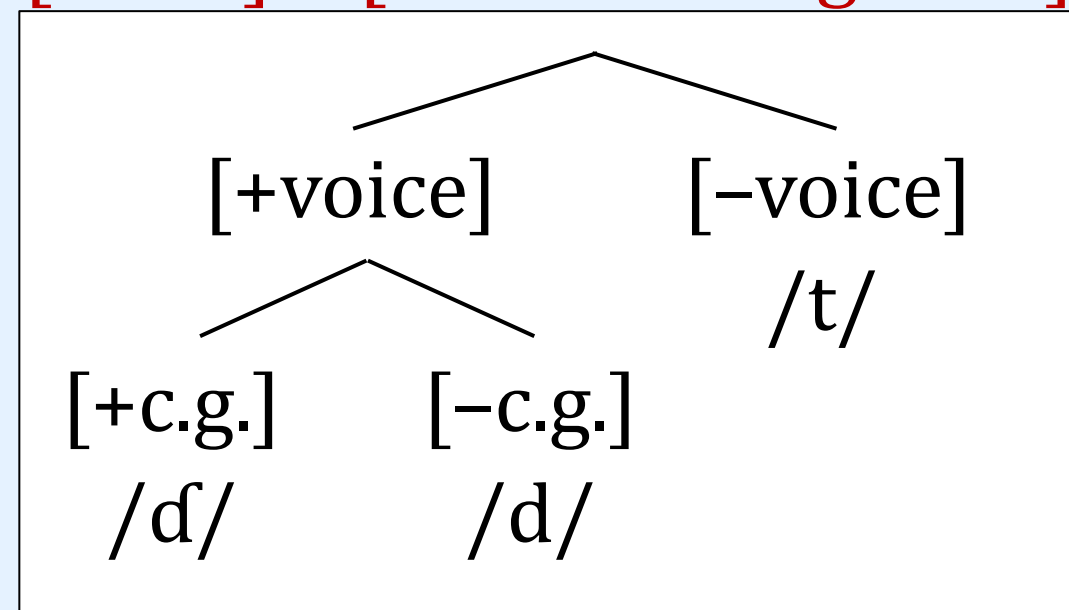 [+voice] [–voice]
/t/
[+c.g.] [–c.g.]
/ɗ/ /d/